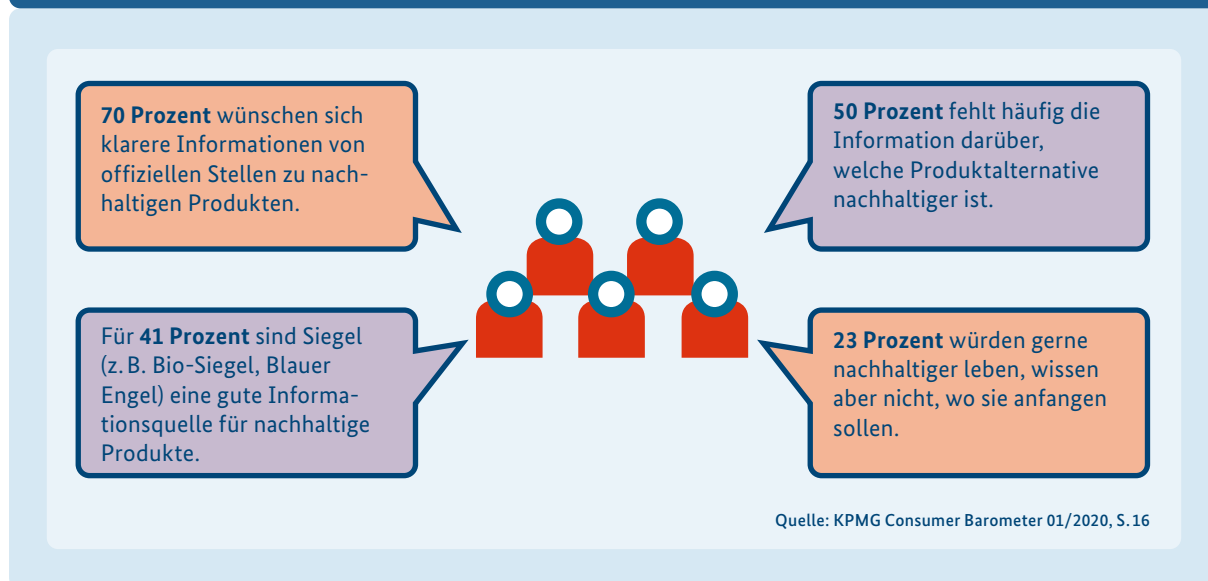 70 Prozent wünschen sich
klarere Informationen von
offiziellen Stellen zu nach-
haltigen Produkten.
50 Prozent fehlt häufig die
Information darüber,
welche Produktalternative
nachhaltiger ist.
Für 41 Prozent sind Siegel
(z. B. Bio-Siegel, Blauer
Engel) eine gute Informa-
tionsquelle für nachhaltige
Produkte.
23 Prozent würden gerne
nachhaltiger leben, wissen
aber nicht, wo sie anfangen
sollen.
Quelle: KPMG Consumer Barometer 01/2020, S. 16